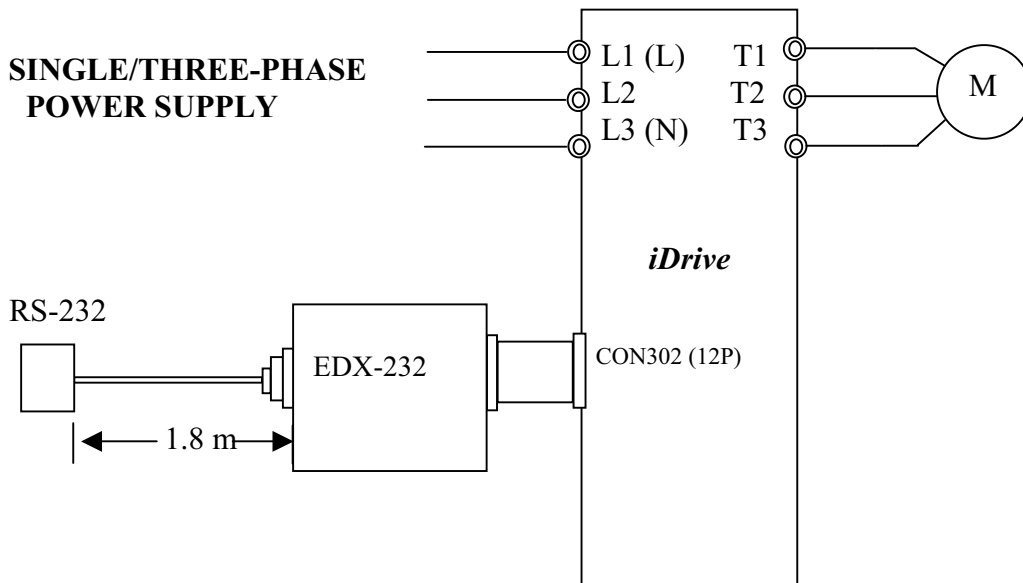 SINGLE/THREE-PHASE
POWER SUPPLY
L1 (L) T1
L2 T2
L3 (N) T3
M
iDrive
RS-232
EDX-232
CON302 (12P)
1.8 m